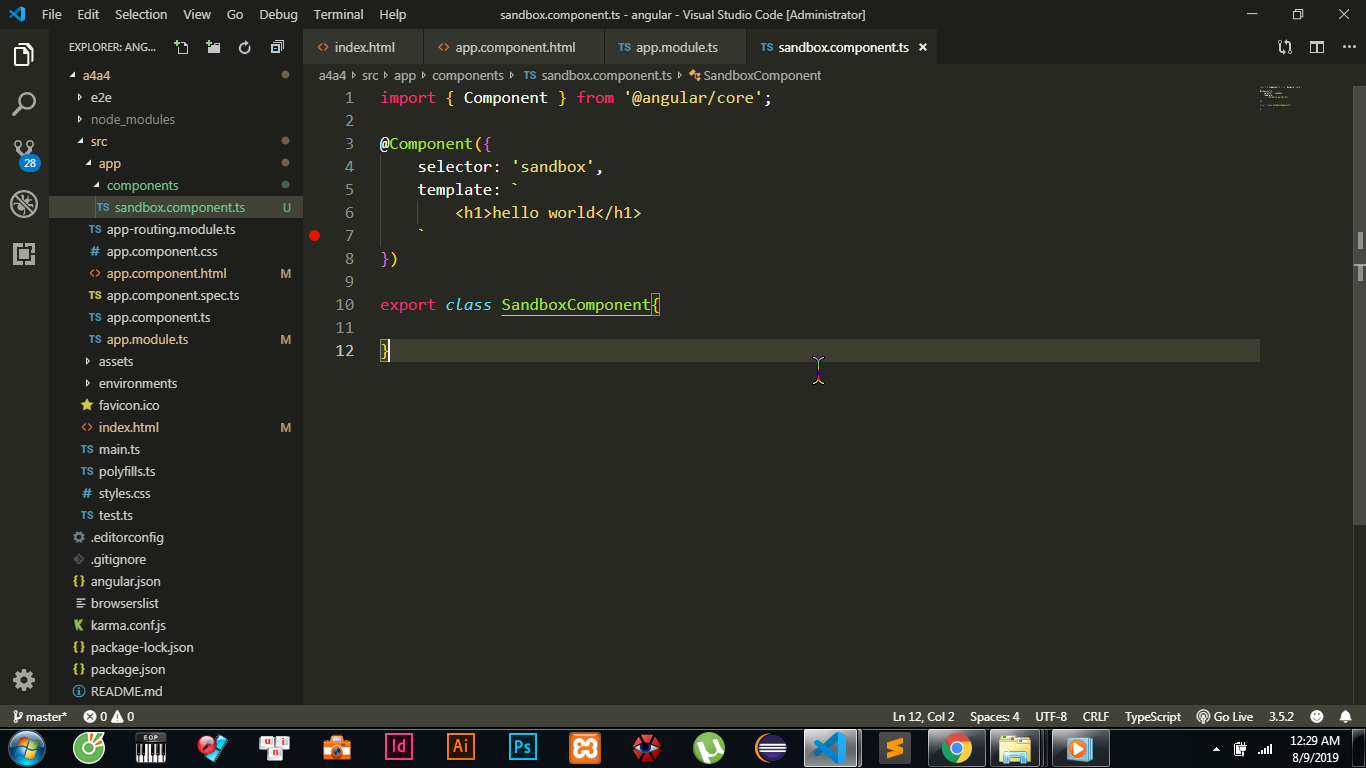 File Edit Selection View Go Debug Terminal Help
sandbox.component.ts - angular - Visual Studio Code [Administrator]
EXPLORER: ANG...
index.html
app.component.html
TS app.module.ts
TS sandbox.component.ts
a4a4
e2e
node_modules
src
app
components
TS sandbox.component.ts U
TS app-routing.module.ts
# app.component.css
<> app.component.html M
TS app.component.spec.ts
TS app.component.ts
TS app.module.ts M
assets
environments
favicon.ico
<> index.html M
TS main.ts
TS polyfills.ts
# styles.css
TS test.ts
.editorconfig
.gitignore
{} angular.json
browserslist
karma.conf.js
{} package-lock.json
{} package.json
README.md
28
a4a4 src app components TS sandbox.component.ts SandboxComponent
1 import { Component } from '@angular/core';
2
3 @Component({
4 selector: 'sandbox',
5 template: `
6 <h1>hello world</h1>
7 `
8 })
9
10 export class SandboxComponent{
11
12 }
master* 0 0
Ln 12, Col 2 Spaces: 4 UTF-8 CRLF TypeScript Go Live 3.5.2
EOP
un
Id
Ai
Ps
12:29 AM
8/9/2019